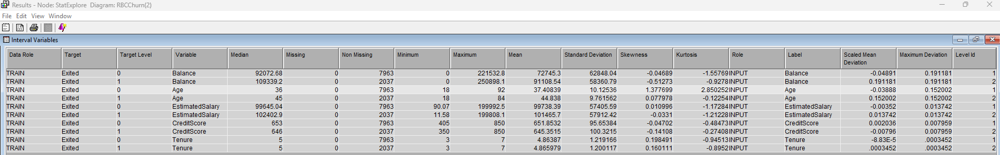 Results - Node: StatExplore Diagram: RBCChurn(2)
File Edit View Window
Interval Variables
Data Role Target Target Level Variable Median Missing Non Missing Minimum Maximum Mean Standard Deviation Skewness Kurtosis Role Label Scaled Mean Deviation Maximum Deviation Level Id
TRAIN Exited 0 Balance 92072.68 0 7963 0 221532.8 72745.3 62848.04 -0.04689 -1.55769 INPUT Balance -0.04891 0.191181 1
TRAIN Exited 1 Balance 109339.2 0 2037 0 250898.1 91108.54 58360.79 -0.51273 -0.9278 INPUT Balance 0.191181 0.191181 2
TRAIN Exited 0 Age 36 0 7963 18 92 37.40839 10.12536 1.377699 2.850252 INPUT Age -0.03888 0.152002 1
TRAIN Exited 1 Age 45 0 2037 18 84 44.838 9.761562 0.077978 -0.12254 INPUT Age 0.152002 0.152002 2
TRAIN Exited 0 EstimatedSalary 99645.04 0 7963 90.07 199992.5 99738.39 57405.59 0.010996 -1.17284 INPUT EstimatedSalary -0.00352 0.013742 1
TRAIN Exited 1 EstimatedSalary 102402.9 0 2037 11.58 199808.1 101465.7 57912.42 -0.0331 -1.21228 INPUT EstimatedSalary 0.013742 0.013742 2
TRAIN Exited 0 CreditScore 653 0 7963 405 850 651.8532 95.65384 -0.04702 -0.48473 INPUT CreditScore 0.002036 0.007959 1
TRAIN Exited 1 CreditScore 646 0 2037 350 850 645.3515 100.3215 -0.14108 -0.27408 INPUT CreditScore -0.00796 0.007959 2
TRAIN Exited 0 Tenure 5 0 7963 3 7 4.86387 1.219166 0.198491 -0.94513 INPUT Tenure -8.83E-5 .0003452 1
TRAIN Exited 1 Tenure 5 0 2037 3 7 4.865979 1.200117 0.160111 -0.8952 INPUT Tenure .0003452 .0003452 2